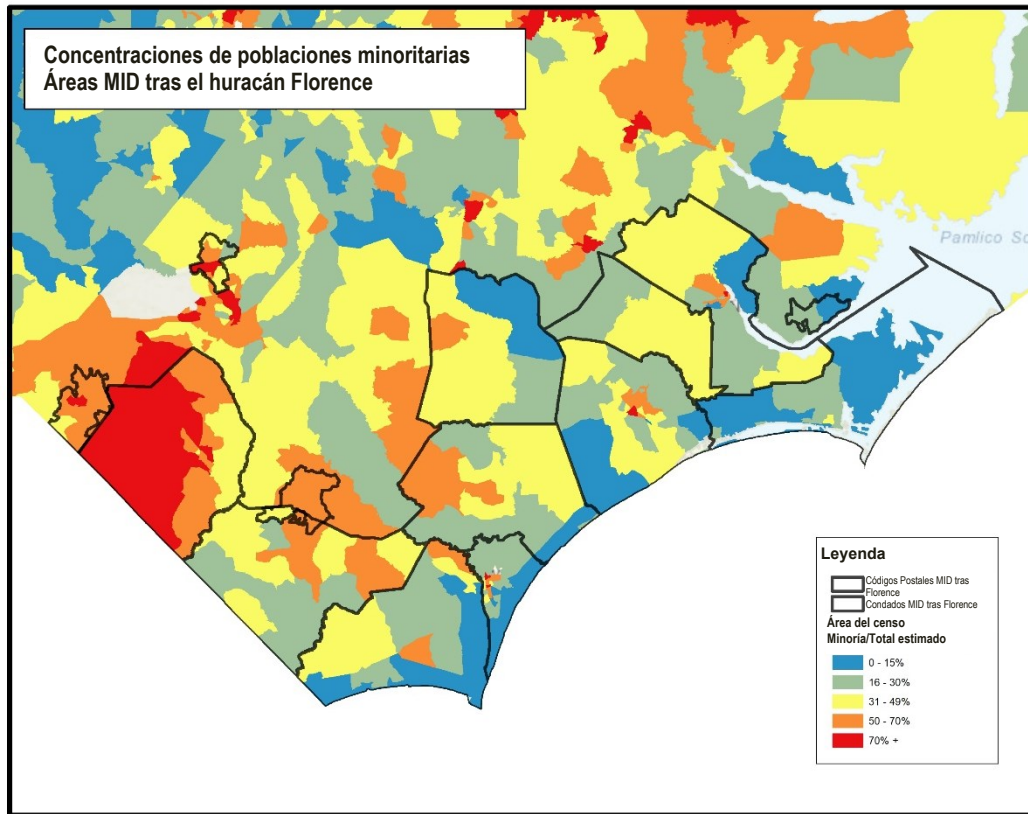 Concentraciones de poblaciones minoritarias
Áreas MID tras el huracán Florence
Pamlico So
Leyenda
Códigos Postales MID tras
Florence
Condados MID tras Florence
Área del censo
Minoría/Total estimado
0 - 15%
16 - 30%
31 - 49%
50 - 70%
70% +